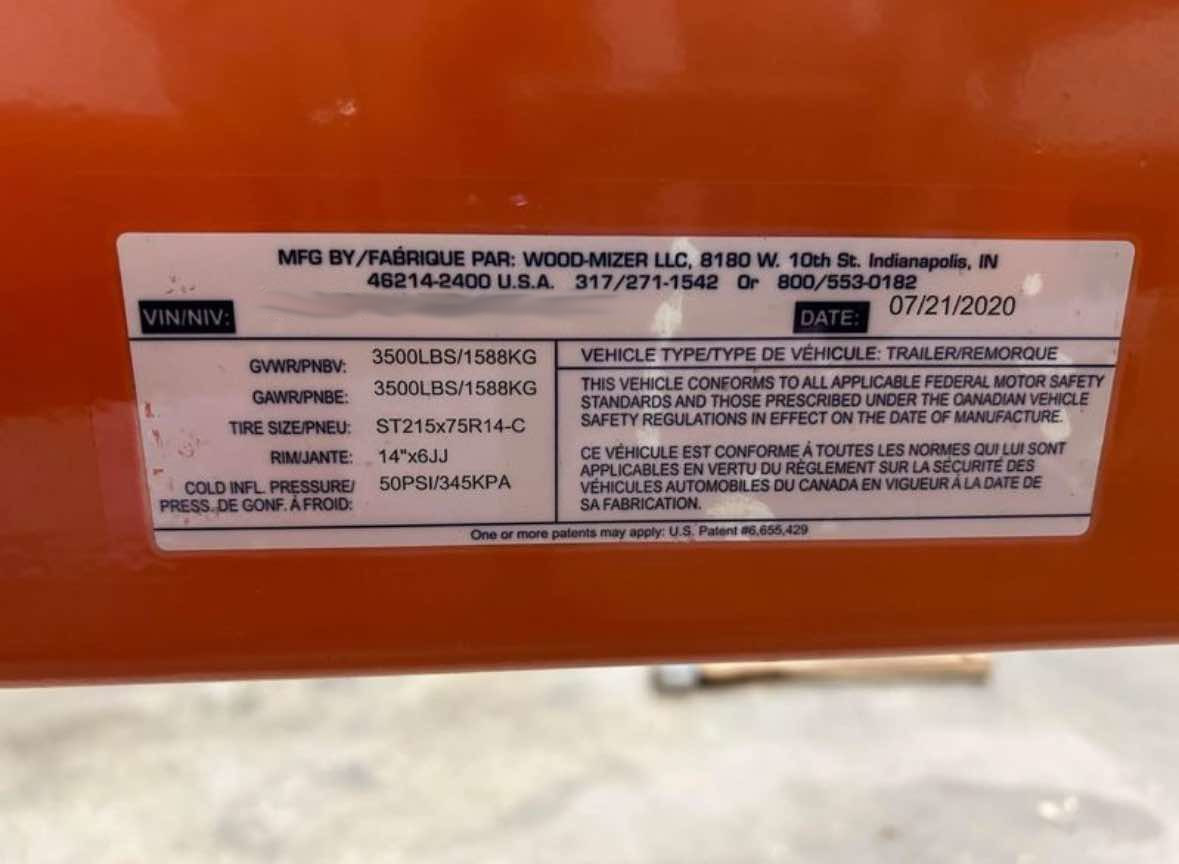 MFG BY/FABRIQUE PAR: WOOD-MIZER LLC, 8180 W. 10th St. Indianapolis, IN
46214-2400 U.S.A. 317/271-1542 Or 800/553-0182
VIN/NIV:
DATE: 07/21/2020
GVWR/PNBV: 3500LBS/1588KG
GAWR/PNBE: 3500LBS/1588KG
TIRE SIZE/PNEU: ST215x75R14-C
RIM/JANTE: 14"x6JJ
COLD INFL. PRESSURE/ 50PSI/345KPA
PRESS. DE GONF. À FROID:
VEHICLE TYPE/TYPE DE VÉHICULE: TRAILER/REMORQUE
THIS VEHICLE CONFORMS TO ALL APPLICABLE FEDERAL MOTOR SAFETY
STANDARDS AND THOSE PRESCRIBED UNDER THE CANADIAN VEHICLE
SAFETY REGULATIONS IN EFFECT ON THE DATE OF MANUFACTURE.
CE VÉHICULE EST CONFORME À TOUTES LES NORMES QUI LUI SONT
APPLICABLES EN VERTU DU RÈGLEMENT SUR LA SÉCURITÉ DES
VÉHICULES AUTOMOBILES DU CANADA EN VIGUEUR À LA DATE DE
SA FABRICATION.
One or more patents may apply: U.S. Patent #6,655,429